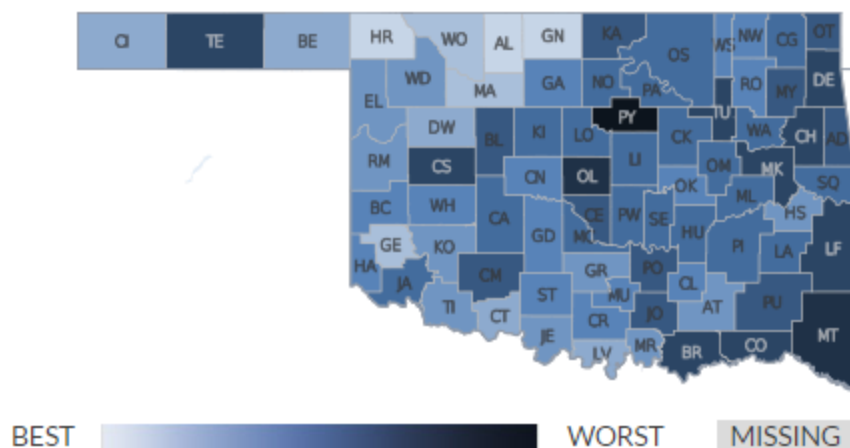 CI TE BE HR WO AL GN KA OS WS NW CG OT
EL WD MA GA NO PA RO MY DE
DW BL KI LO PY CK TU WA CH AD
RM CS CN OL LI OK OM MK SQ
BC WH CA GD CE PW SE ML HS
GE KO MC HU PI LA LF
HA JA CM GR PO CL
TI CT ST MU JO AT PU MT
JE CR LV MR BR CO
BEST WORST MISSING